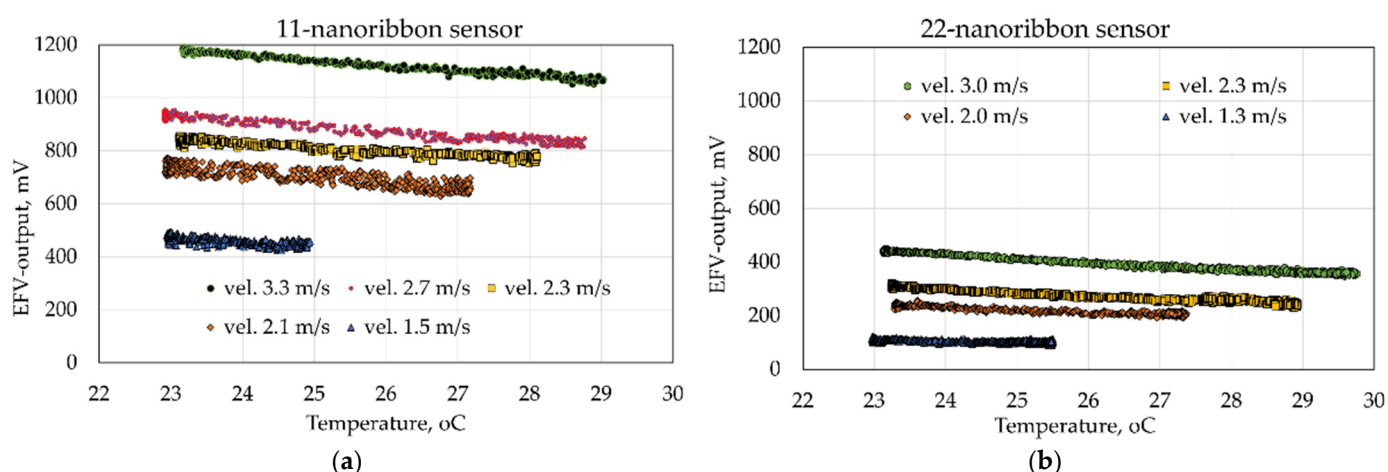 11-nanoribbon sensor
1200
1000
800
600
400
200
0
EFV-output, mV
vel. 3.3 m/s vel. 2.7 m/s vel. 2.3 m/s
vel. 2.1 m/s vel. 1.5 m/s
22 23 24 25 26 27 28 29 30
Temperature, oC
(a)
22-nanoribbon sensor
1200
1000
800
600
400
200
0
EFV-output, mV
vel. 3.0 m/s vel. 2.3 m/s
vel. 2.0 m/s vel. 1.3 m/s
22 23 24 25 26 27 28 29 30
Temperature, oC
(b)